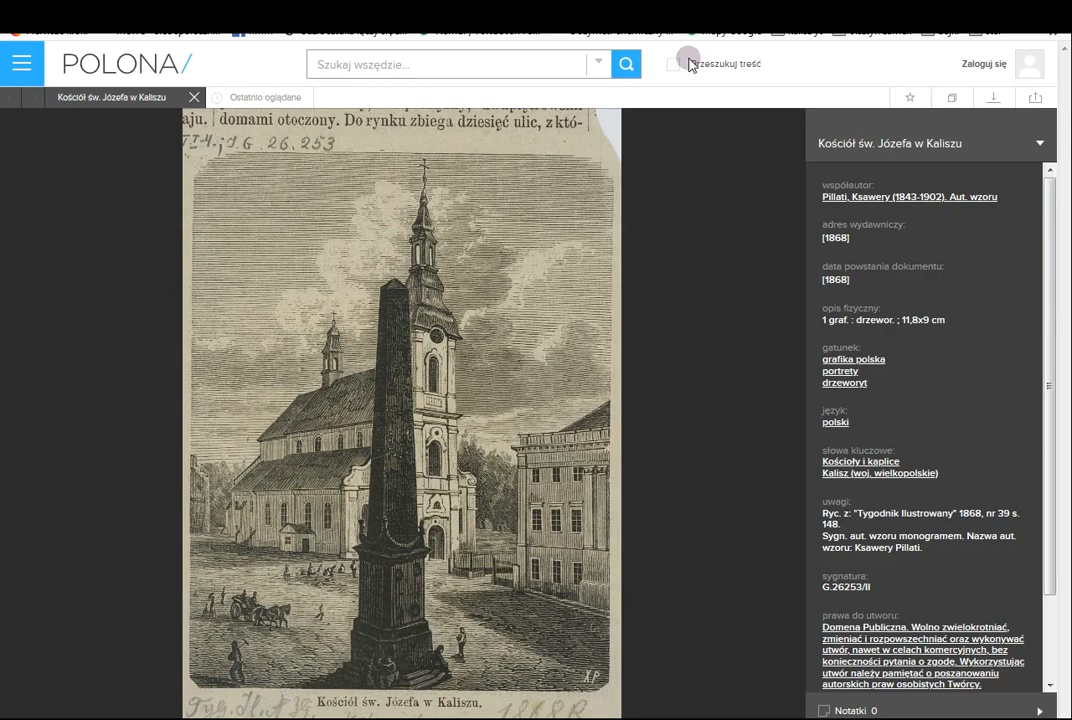 POLONA/
Szukaj wszędzie...
Przeszukuj treść
Zaloguj się
Kościół św. Józefa w Kaliszu
Ostatnio oglądane
aju.
domami otoczony. Do rynku zbiega dziesięć ulic, z któ-
G. 26.253
XP
Kościół św. Józefa w Kaliszu.
Kościół św. Józefa w Kaliszu
współautor:
Pillati, Ksawery (1843-1902). Aut. wzoru
adres wydawniczy:
[1868]
data powstania dokumentu:
[1868]
opis fizyczny:
1 graf. : drzewor. ; 11,8x9 cm
gatunek:
grafika polska
portrety
drzeworyt
język:
polski
słowa kluczowe:
Kościoły i kaplice
Kalisz (woj. wielkopolskie)
uwagi:
Ryc. z: "Tygodnik Ilustrowany" 1868, nr 39 s.
148.
Sygn. aut. wzoru monogramem. Nazwa aut.
wzoru: Ksawery Pillati.
sygnatura:
G.26253/II
prawa do utworu:
Domena Publiczna. Wolno zwielokrotniać,
zmieniać i rozpowszechniać oraz wykonywać
utwór, nawet w celach komercyjnych, bez
konieczności pytania o zgodę. Wykorzystując
utwór należy pamiętać o poszanowaniu
autorskich praw osobistych Twórcy.
Notatki 0